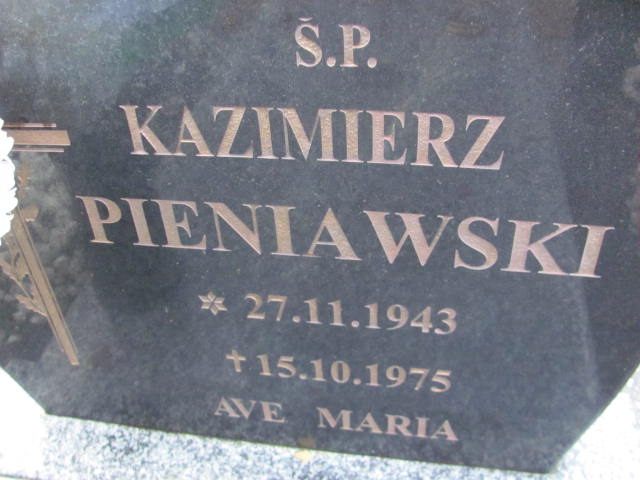 Š.P.
KAZIMIERZ
PIENIAWSKI
* 27.11.1943
✝ 15.10.1975
AVE MARIA